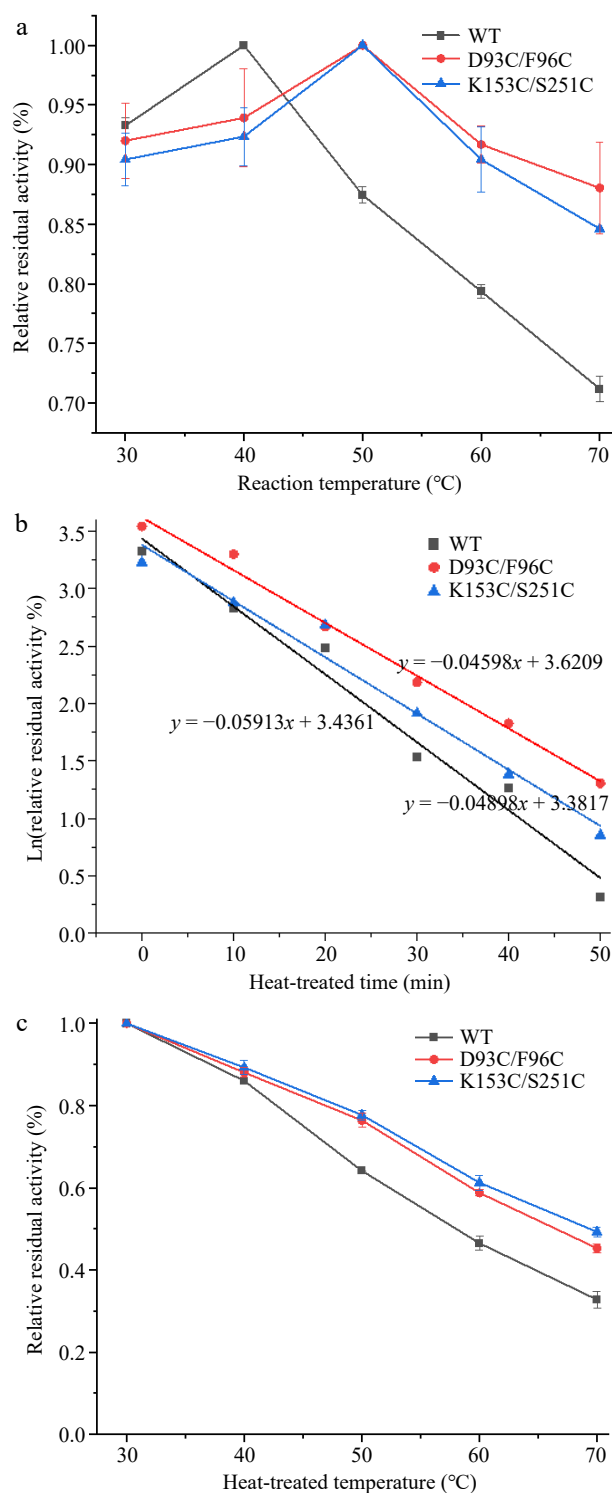 a
WT
D93C/F96C
K153C/S251C
1.00
0.95
0.90
0.85
0.80
0.75
0.70
Relative residual activity (%)
30 40 50 60 70
Reaction temperature (°C)
b
WT
D93C/F96C
K153C/S251C
3.5
3.0
2.5
2.0
1.5
1.0
0.5
0.0
Ln(relative residual activity %)
y = −0.04598x + 3.6209
y = −0.05913x + 3.4361
y = −0.04898x + 3.3817
0 10 20 30 40 50
Heat-treated time (min)
c
WT
D93C/F96C
K153C/S251C
1.0
0.8
0.6
0.4
0.2
0.0
Relative residual activity (%)
30 40 50 60 70
Heat-treated temperature (°C)